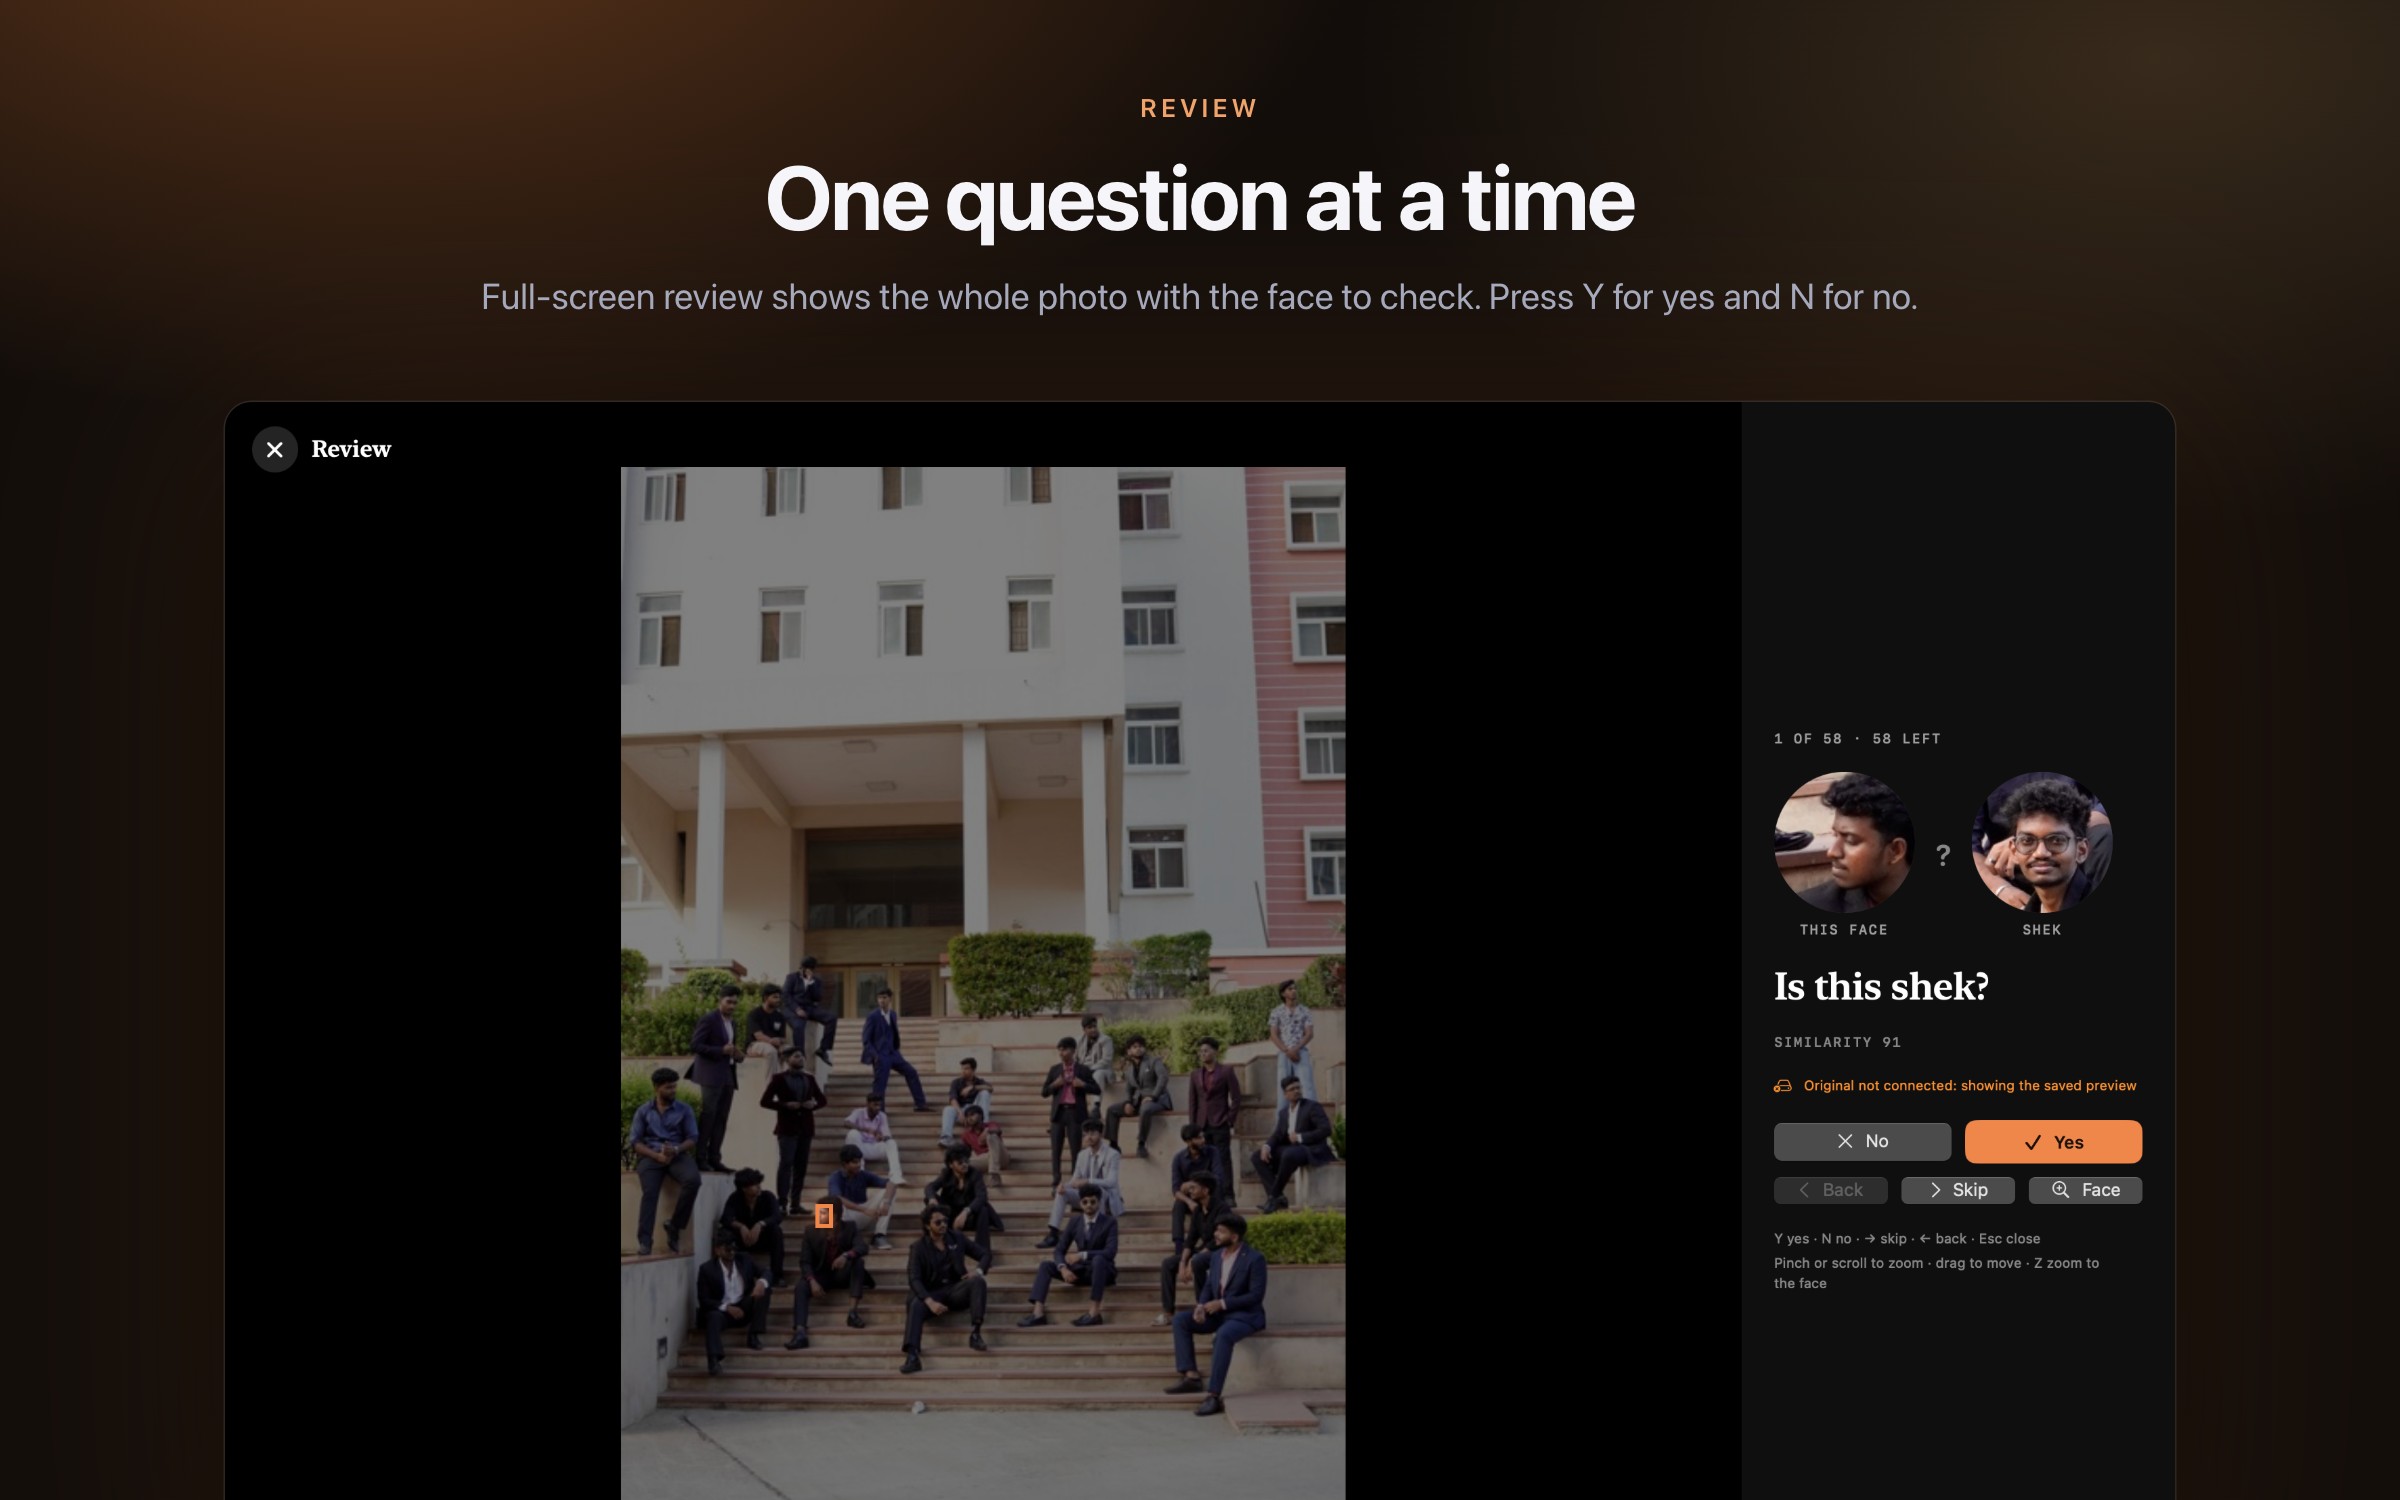 REVIEW
One question at a time
Full-screen review shows the whole photo with the face to check. Press Y for yes and N for no.
Review
1 OF 58 · 58 LEFT
?
THIS FACE
SHEK
Is this shek?
SIMILARITY 91
Original not connected: showing the saved preview
No
Yes
Back
Skip
Face
Y yes · N no · → skip · ← back · Esc close
Pinch or scroll to zoom · drag to move · Z zoom to
the face